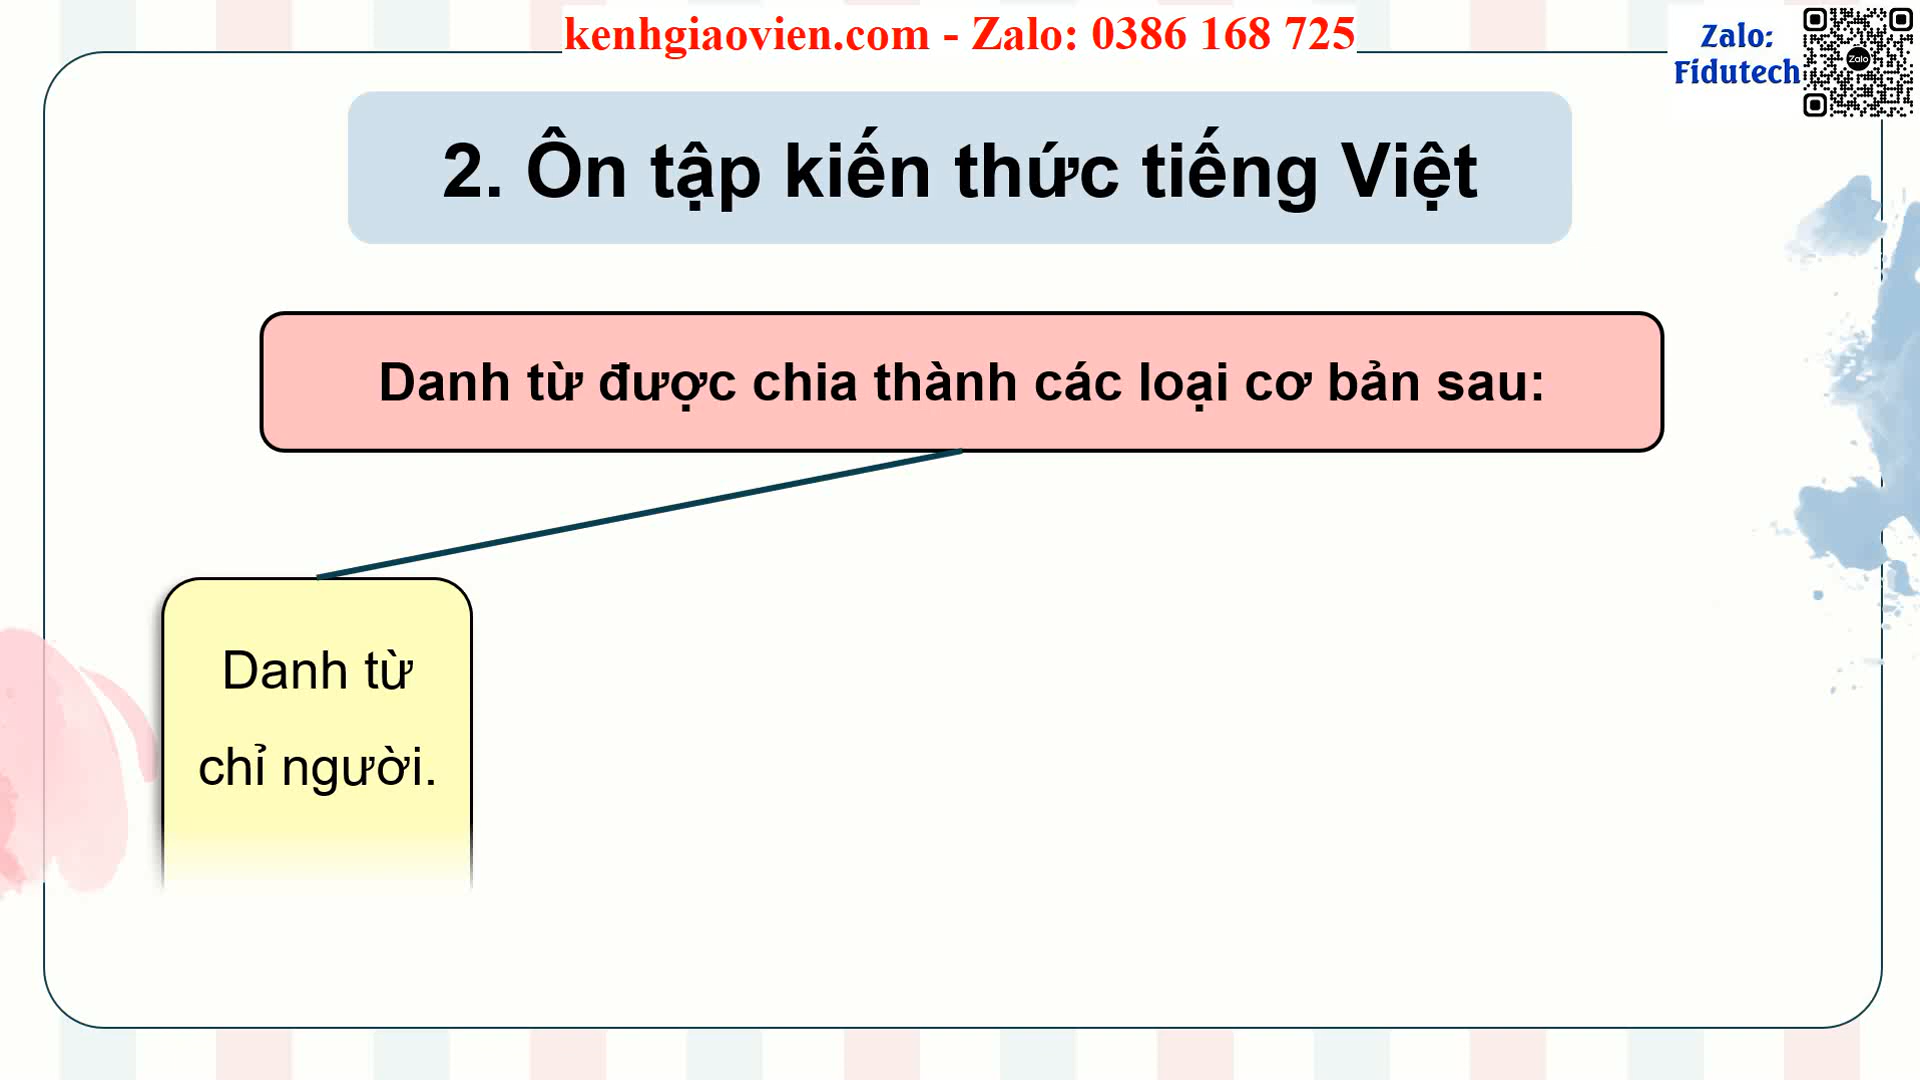 kenhgiaovien.com - Zalo: 0386 168 725
Zalo:
Fidutech
Zalo
2. Ôn tập kiến thức tiếng Việt
Danh từ được chia thành các loại cơ bản sau:
Danh từ
chỉ người.